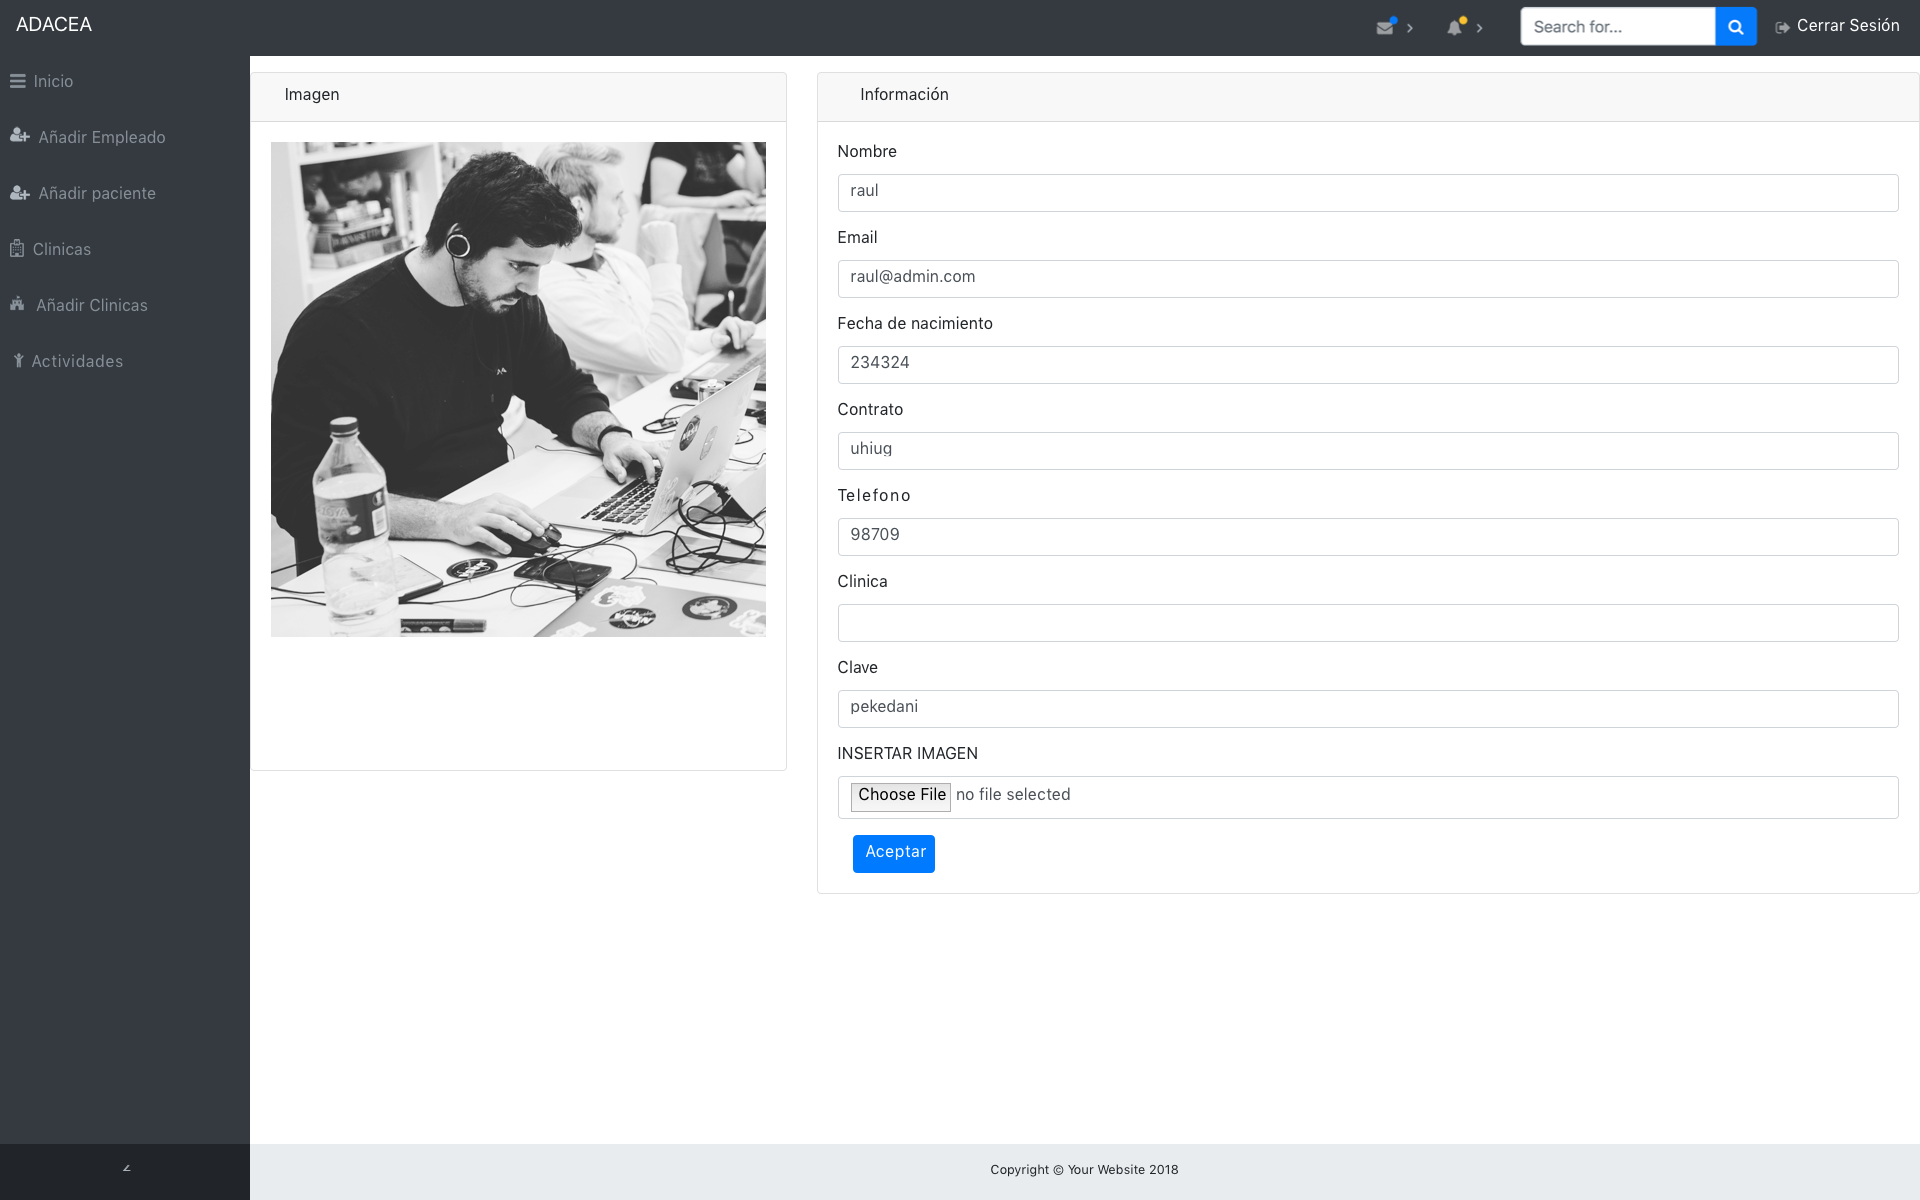 ADACEA
Search for...
Cerrar Sesión
Inicio
Añadir Empleado
Añadir paciente
Clinicas
Añadir Clinicas
Actividades
Imagen
Información
Nombre
raul
Email
raul@admin.com
Fecha de nacimiento
234324
Contrato
uhiug
Telefono
98709
Clinica
Clave
pekedani
INSERTAR IMAGEN
Choose File no file selected
Aceptar
Copyright © Your Website 2018